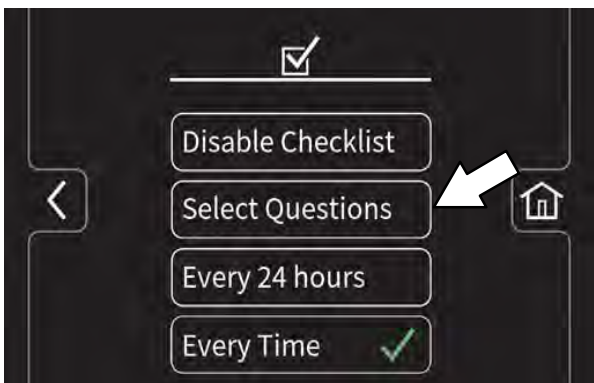 Disable Checklist
Select Questions
Every 24 hours
Every Time